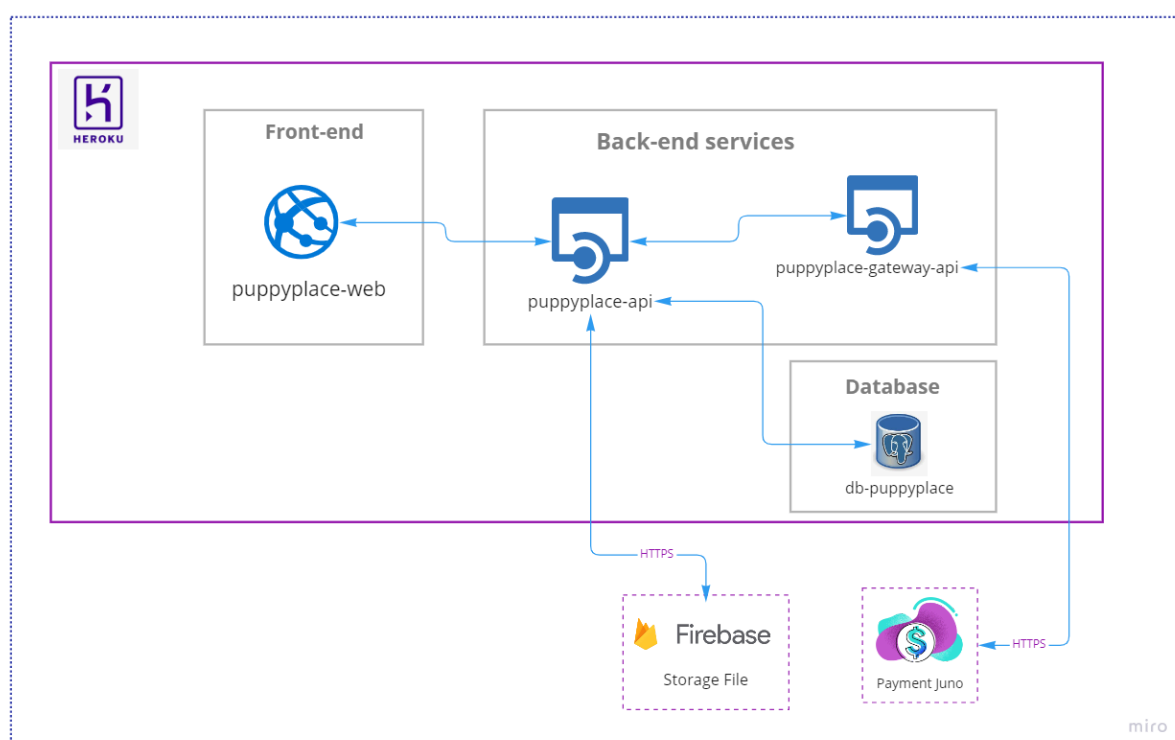 HEROKU
Front-end
puppyplace-web
Back-end services
puppyplace-api
puppyplace-gateway-api
Database
db-puppyplace
HTTPS
Firebase
Storage File
HTTPS
Payment Juno
miro